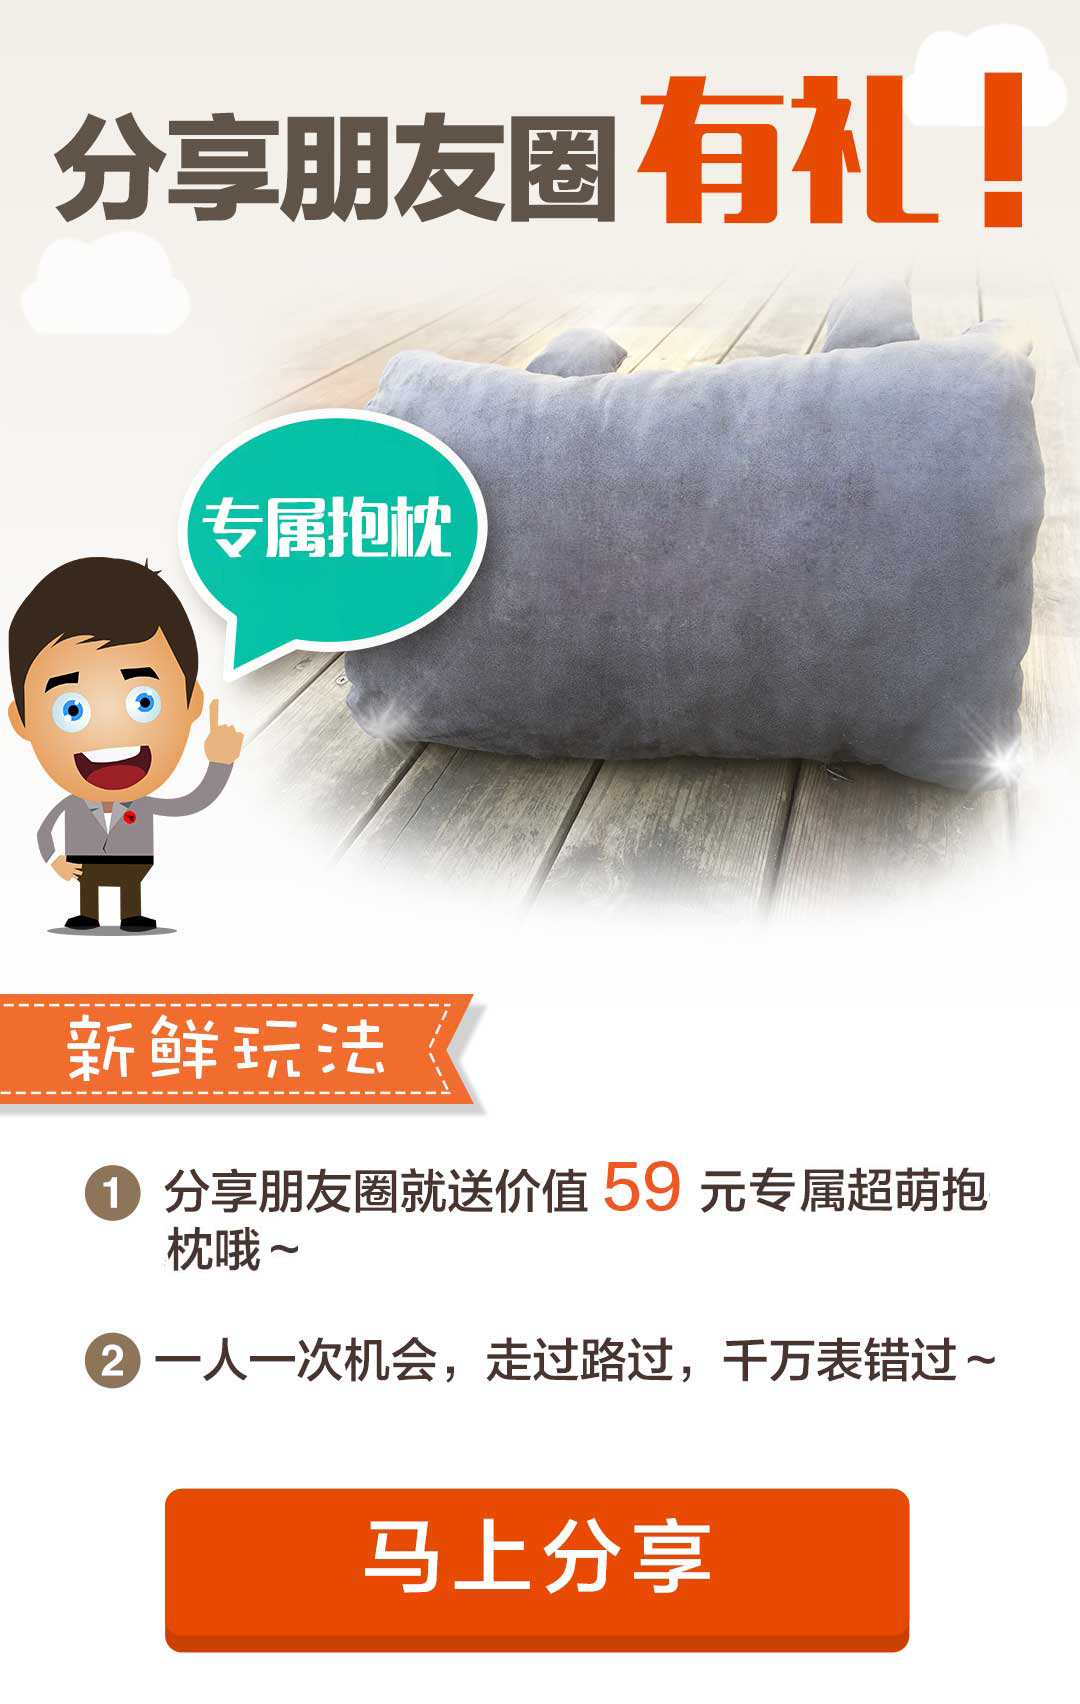 分享朋友圈有礼！
专属抱枕
新鲜玩法
1 分享朋友圈就送价值 59 元专属超萌抱
枕哦~
2 一人一次机会，走过路过，千万表错过~
马上分享